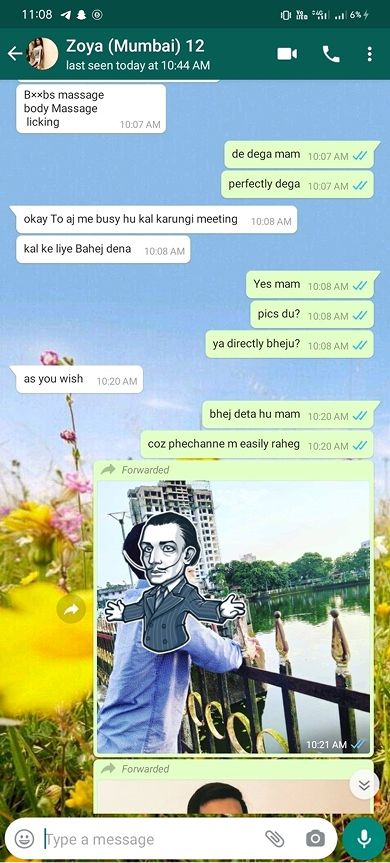 11:08
6%
Zoya (Mumbai) 12
last seen today at 10:44 AM
B××bs massage
body Massage
licking
10:07 AM
de dega mam 10:07 AM
perfectly dega 10:07 AM
okay To aj me busy hu kal karungi meeting 10:08 AM
kal ke liye Bahej dena 10:08 AM
Yes mam 10:08 AM
pics du? 10:08 AM
ya directly bheju? 10:08 AM
as you wish 10:20 AM
bhej deta hu mam 10:20 AM
coz phechanne m easily raheg 10:20 AM
Forwarded
10:21 AM
Forwarded
Type a message